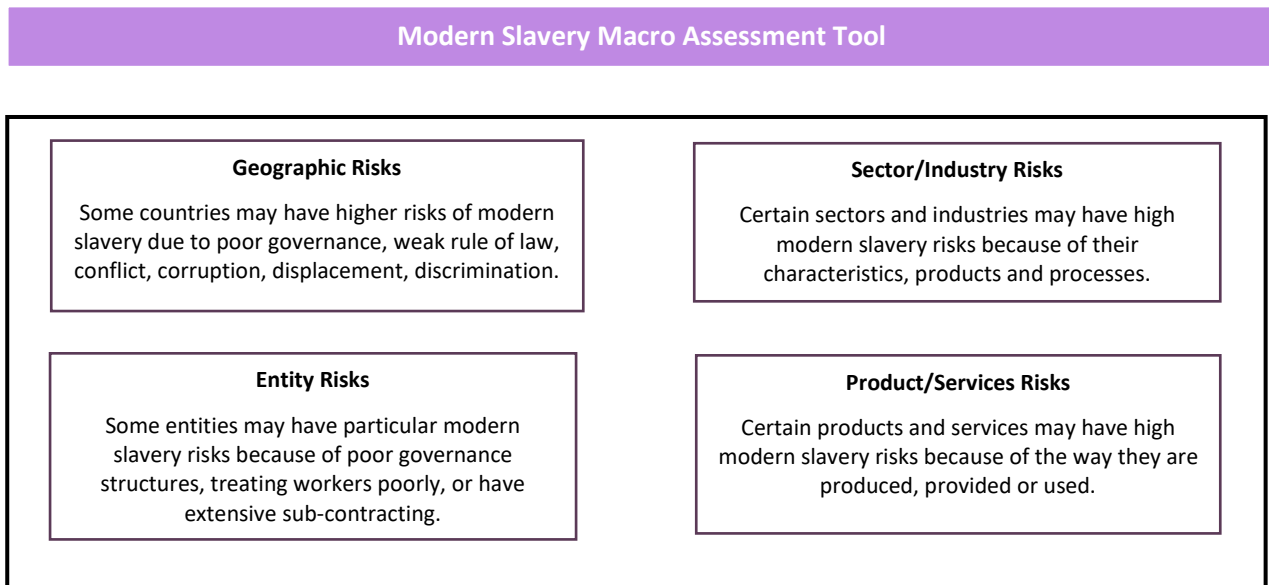 Modern Slavery Macro Assessment Tool
Geographic Risks
Some countries may have higher risks of modern
slavery due to poor governance, weak rule of law,
conflict, corruption, displacement, discrimination.
Sector/Industry Risks
Certain sectors and industries may have high
modern slavery risks because of their
characteristics, products and processes.
Entity Risks
Some entities may have particular modern
slavery risks because of poor governance
structures, treating workers poorly, or have
extensive sub-contracting.
Product/Services Risks
Certain products and services may have high
modern slavery risks because of the way they are
produced, provided or used.